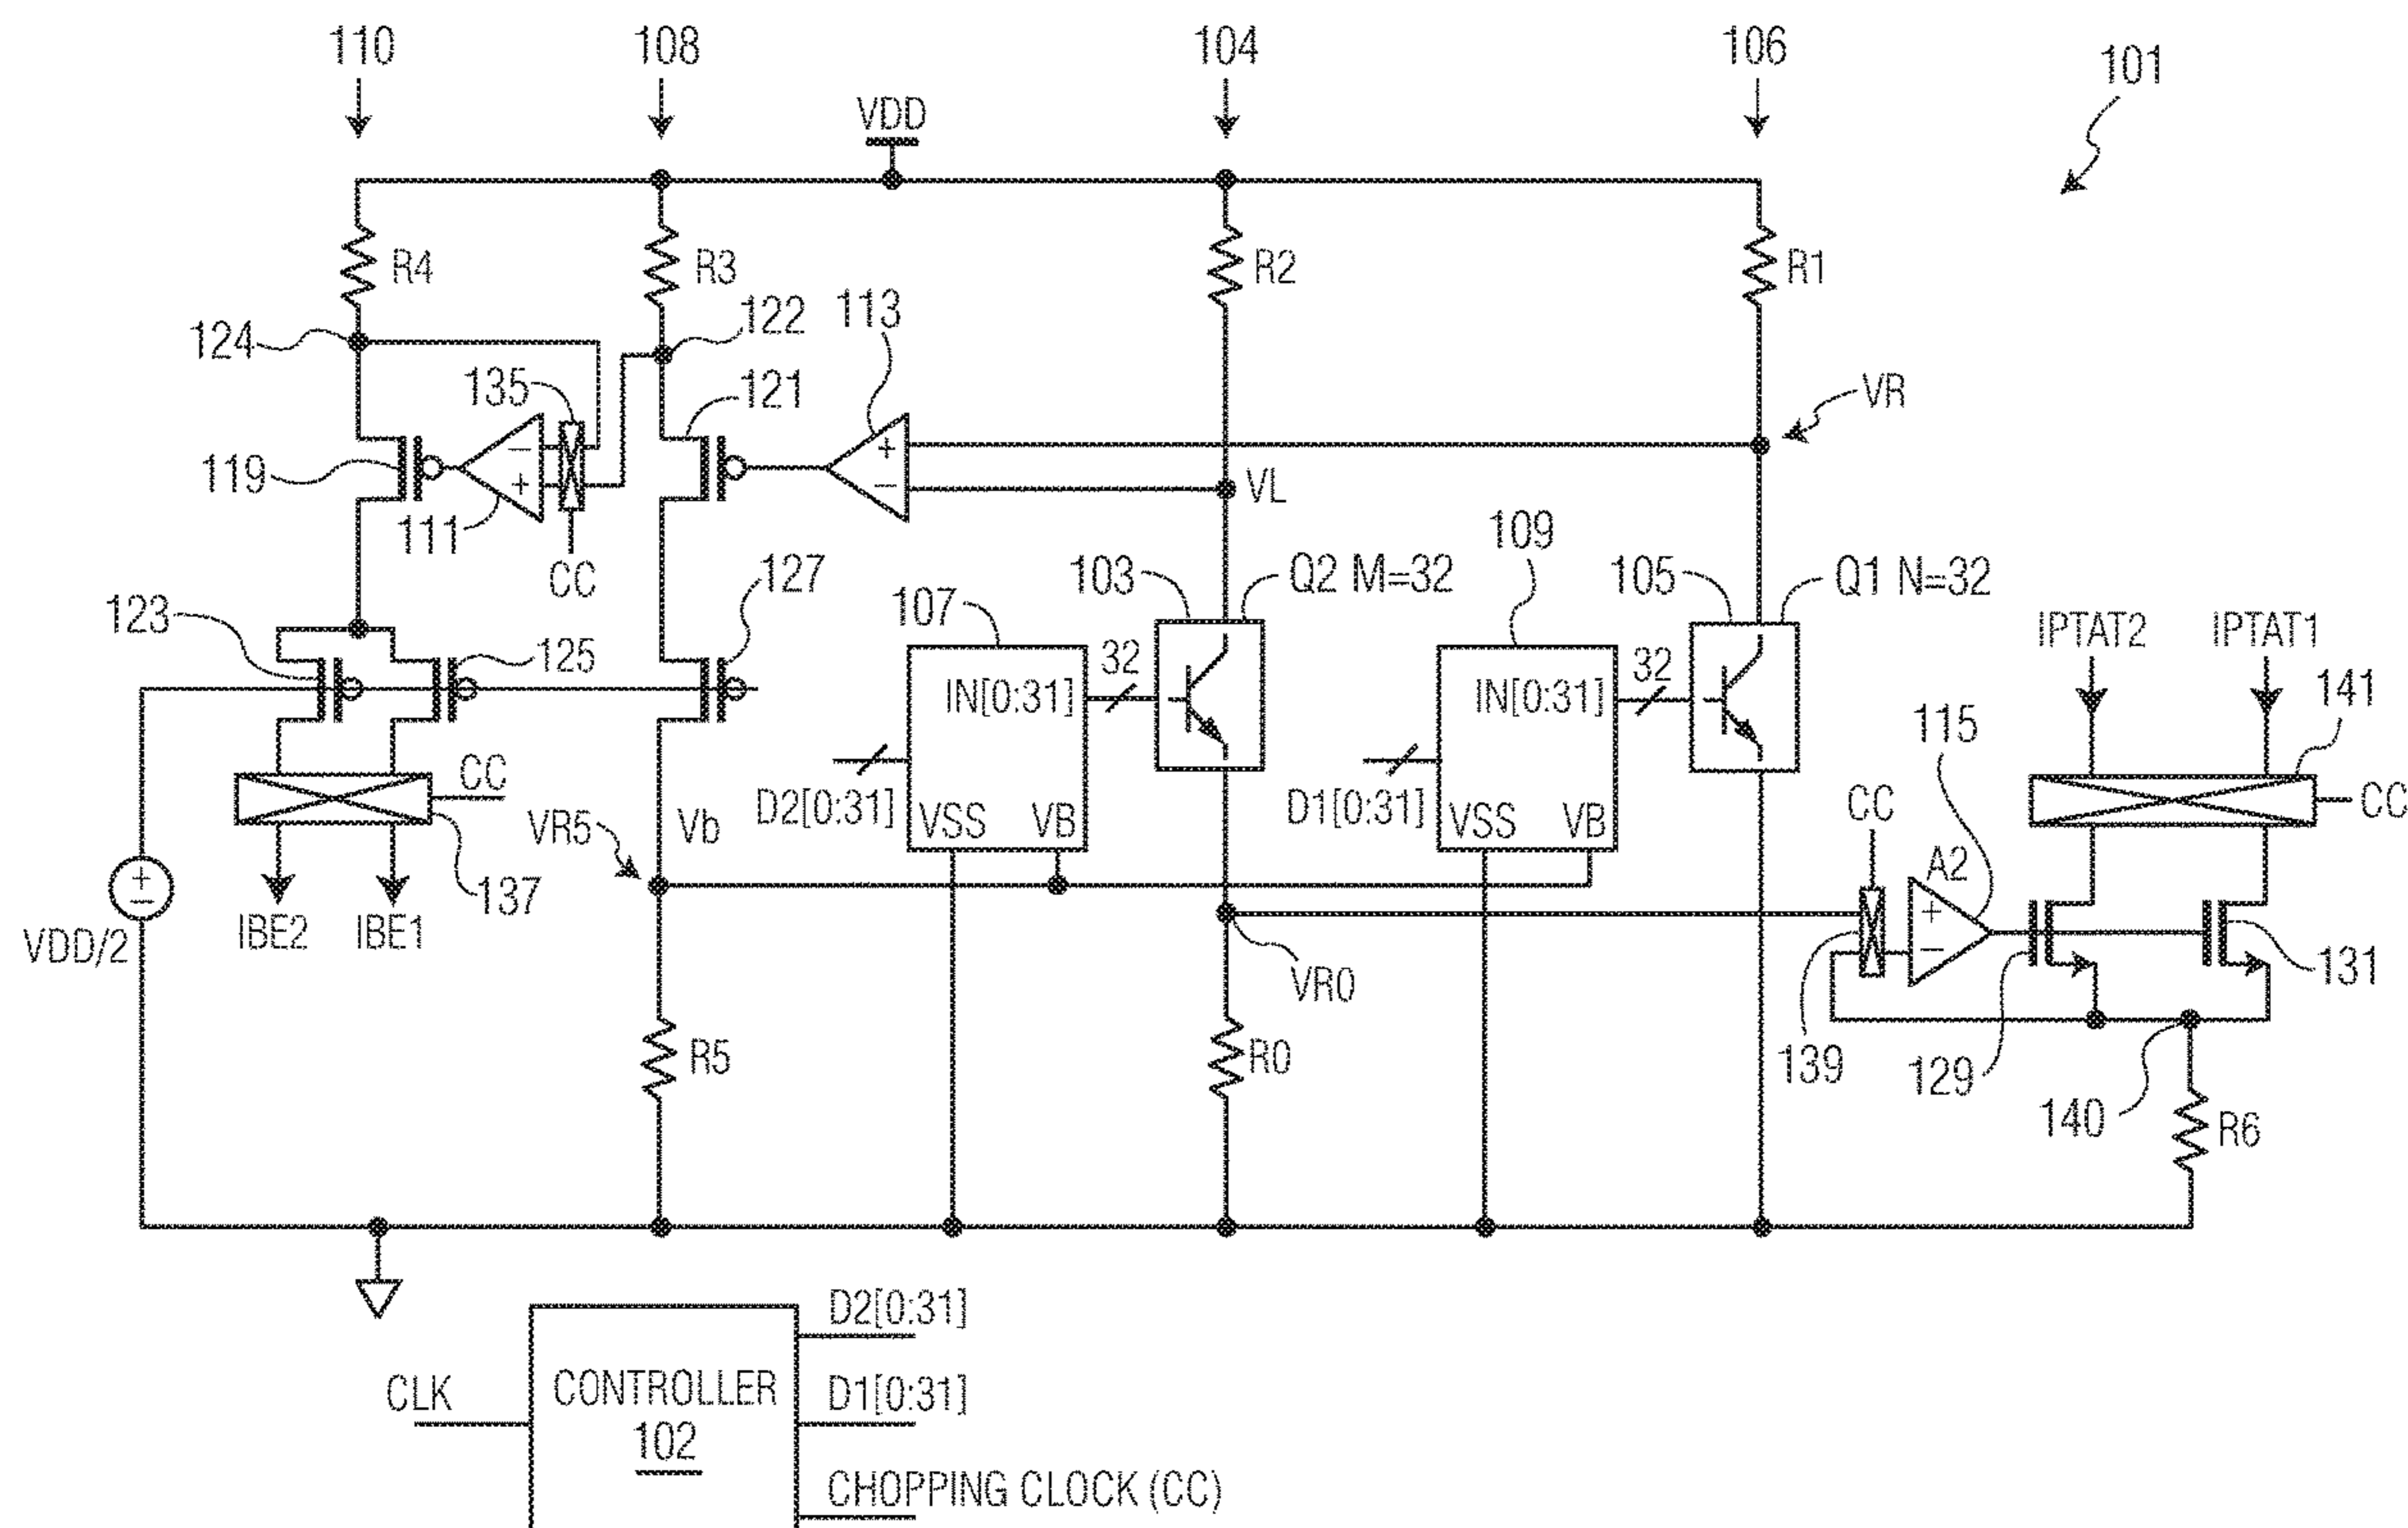 110
108
104
106
101
VDD
R4
R3
R2
R1
124
122
113
135
121
VR
+
−
−
+
119
VL
111
CC
109
127
103
Q2 M=32
105
Q1 N=32
107
123
125
32
32
IPTAT2
IPTAT1
IN[0:31]
IN[0:31]
141
115
CC
D2[0:31]
D1[0:31]
CC
CC
VR5
Vb
VSS
VB
VSS
VB
A2
+
−
137
+
−
IBE2
IBE1
VDD/2
VR0
131
R5
R0
139
129
140
R6
D2[0:31]
CLK
CONTROLLER
102
D1[0:31]
CHOPPING CLOCK (CC)